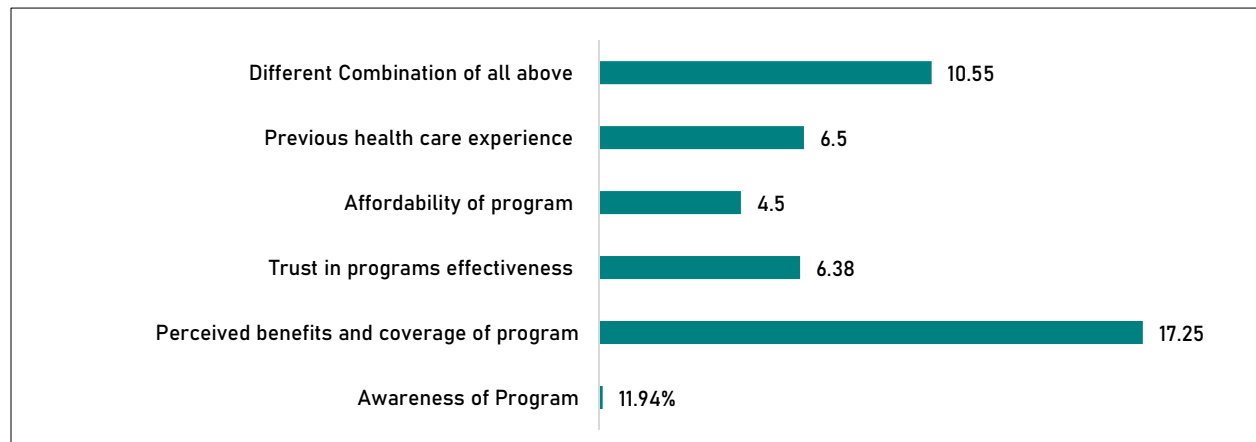 Different Combination of all above 10.55
Previous health care experience 6.5
Affordability of program 4.5
Trust in programs effectiveness 6.38
Perceived benefits and coverage of program 17.25
Awareness of Program 11.94%